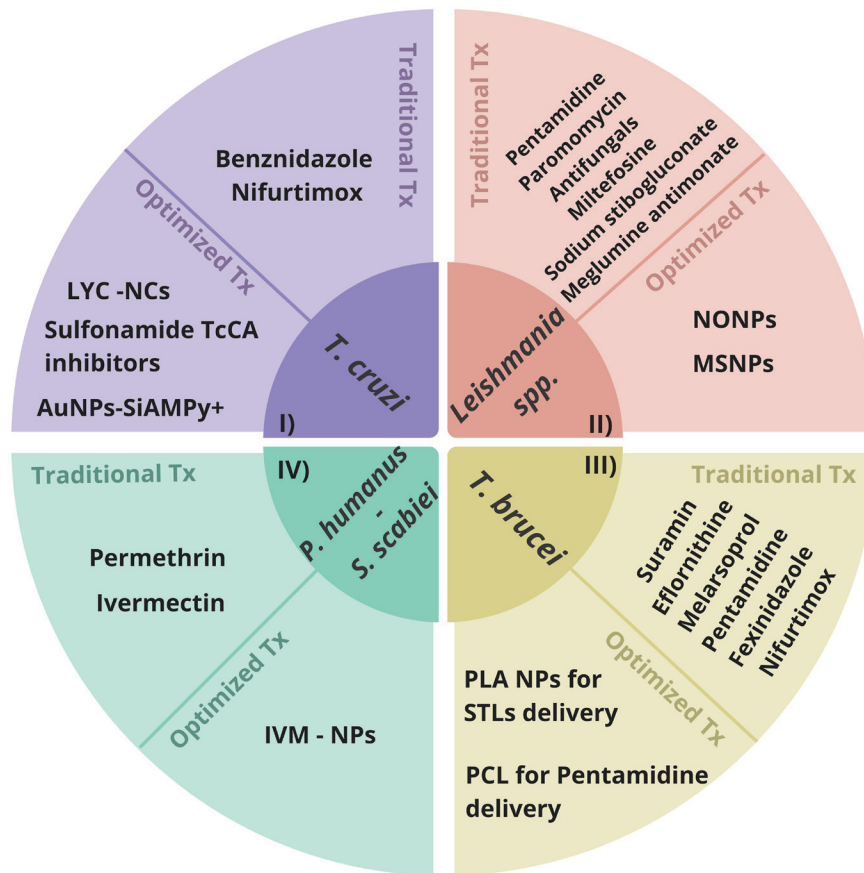 Traditional Tx
Benznidazole
Nifurtimox
Optimized Tx
LYC -NCs
Sulfonamide TcCA
inhibitors
AuNPs-SiAMPy+
T. cruzi
I)
Traditional Tx
Pentamidine
Paromomycin
Antifungals
Miltefosine
Sodium stibogluconate
Meglumine antimonate
Optimized Tx
NONPs
MSNPs
Leishmania
spp.
II)
III)
T. brucei
Traditional Tx
Suramin
Eflornithine
Melarsoprol
Pentamidine
Fexinidazole
Nifurtimox
Optimized Tx
PLA NPs for
STLs delivery
PCL for Pentamidine
delivery
IV)
P. humanus
-
S. scabiei
Traditional Tx
Permethrin
Ivermectin
Optimized Tx
IVM - NPs